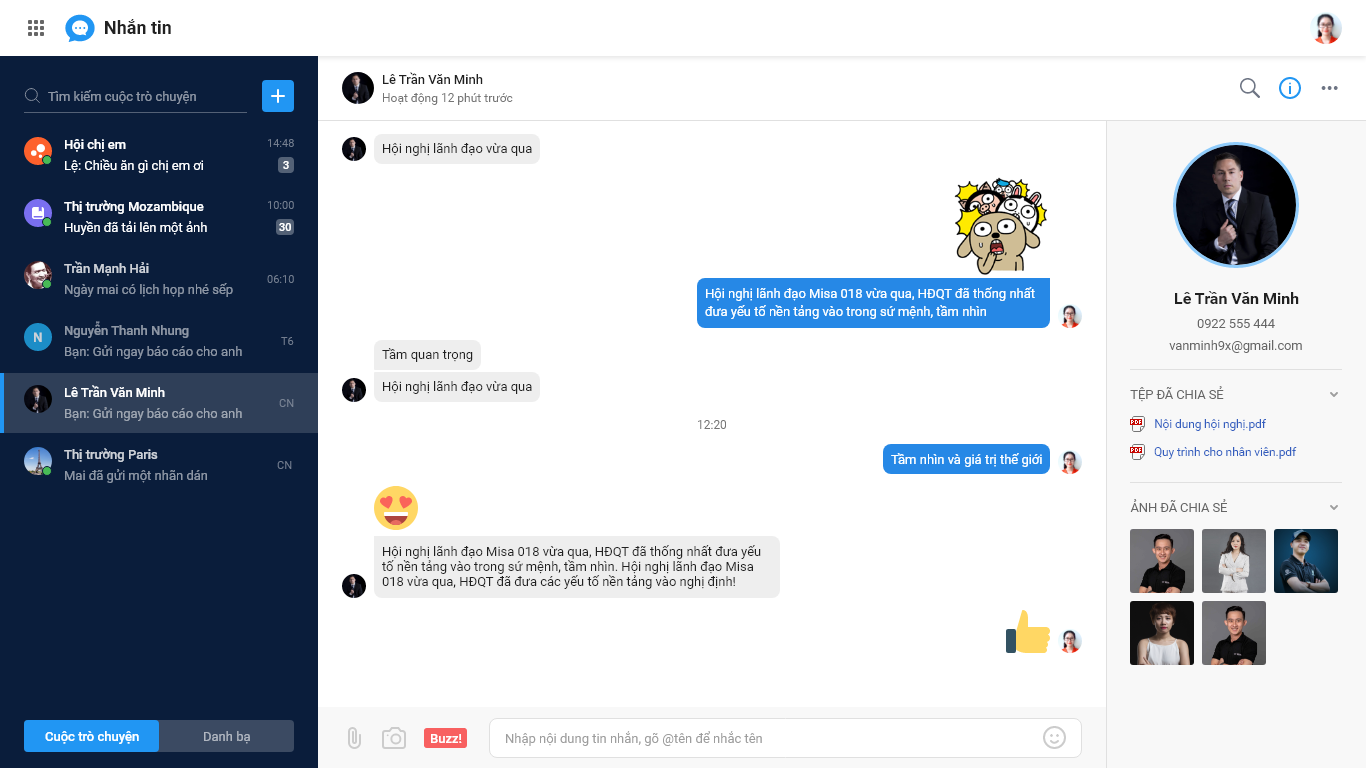 Nhắn tin
Tìm kiếm cuộc trò chuyện
Hội chị em
14:48
Lệ: Chiều ăn gì chị em ơi
3
Thị trường Mozambique
10:00
Huyền đã tải lên một ảnh
30
Trần Mạnh Hải
06:10
Ngày mai có lịch họp nhé sếp
N
Nguyễn Thanh Nhung
T6
Bạn: Gửi ngay báo cáo cho anh
Lê Trần Văn Minh
CN
Bạn: Gửi ngay báo cáo cho anh
Thị trường Paris
CN
Mai đã gửi một nhãn dán
Cuộc trò chuyện
Danh bạ
Lê Trần Văn Minh
Hoạt động 12 phút trước
Hội nghị lãnh đạo vừa qua
Hội nghị lãnh đạo Misa 018 vừa qua, HĐQT đã thống nhất
đưa yếu tố nền tảng vào trong sứ mệnh, tầm nhìn
Tầm quan trọng
Hội nghị lãnh đạo vừa qua
12:20
Tầm nhìn và giá trị thế giới
Hội nghị lãnh đạo Misa 018 vừa qua, HĐQT đã thống nhất đưa yếu
tố nền tảng vào trong sứ mệnh, tầm nhìn. Hội nghị lãnh đạo Misa
018 vừa qua, HĐQT đã đưa các yếu tố nền tảng vào nghị định!
Buzz!
Nhập nội dung tin nhắn, gõ @tên để nhắc tên
Lê Trần Văn Minh
0922 555 444
vanminh9x@gmail.com
TỆP ĐÃ CHIA SẺ
PDF
Nội dung hội nghị.pdf
PDF
Quy trình cho nhân viên.pdf
ẢNH ĐÃ CHIA SẺ